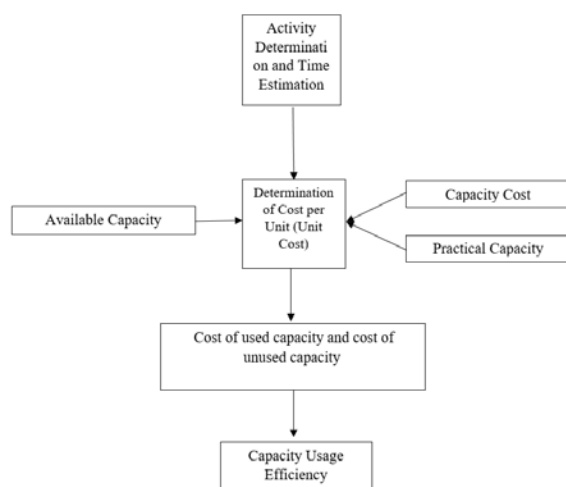 Activity
Determinati
on and Time
Estimation
Determination
of Cost per
Unit (Unit
Cost)
Available Capacity
Capacity Cost
Practical Capacity
Cost of used capacity and cost of
unused capacity
Capacity Usage
Efficiency